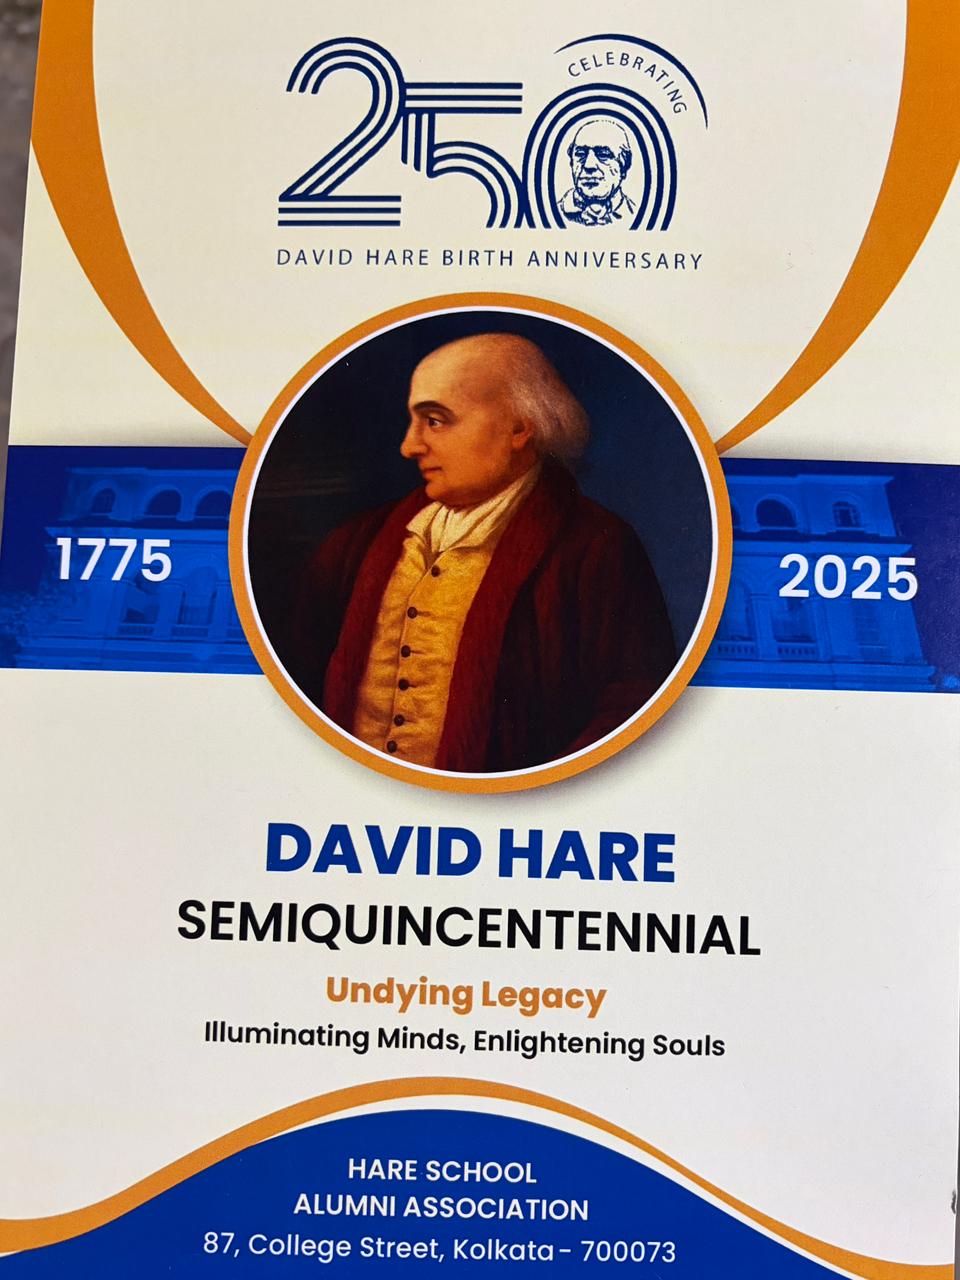 250
CELEBRATING
DAVID HARE BIRTH ANNIVERSARY
1775
2025
DAVID HARE
SEMIQUINCENTENNIAL
Undying Legacy
Illuminating Minds, Enlightening Souls
HARE SCHOOL
ALUMNI ASSOCIATION
87, College Street, Kolkata - 700073